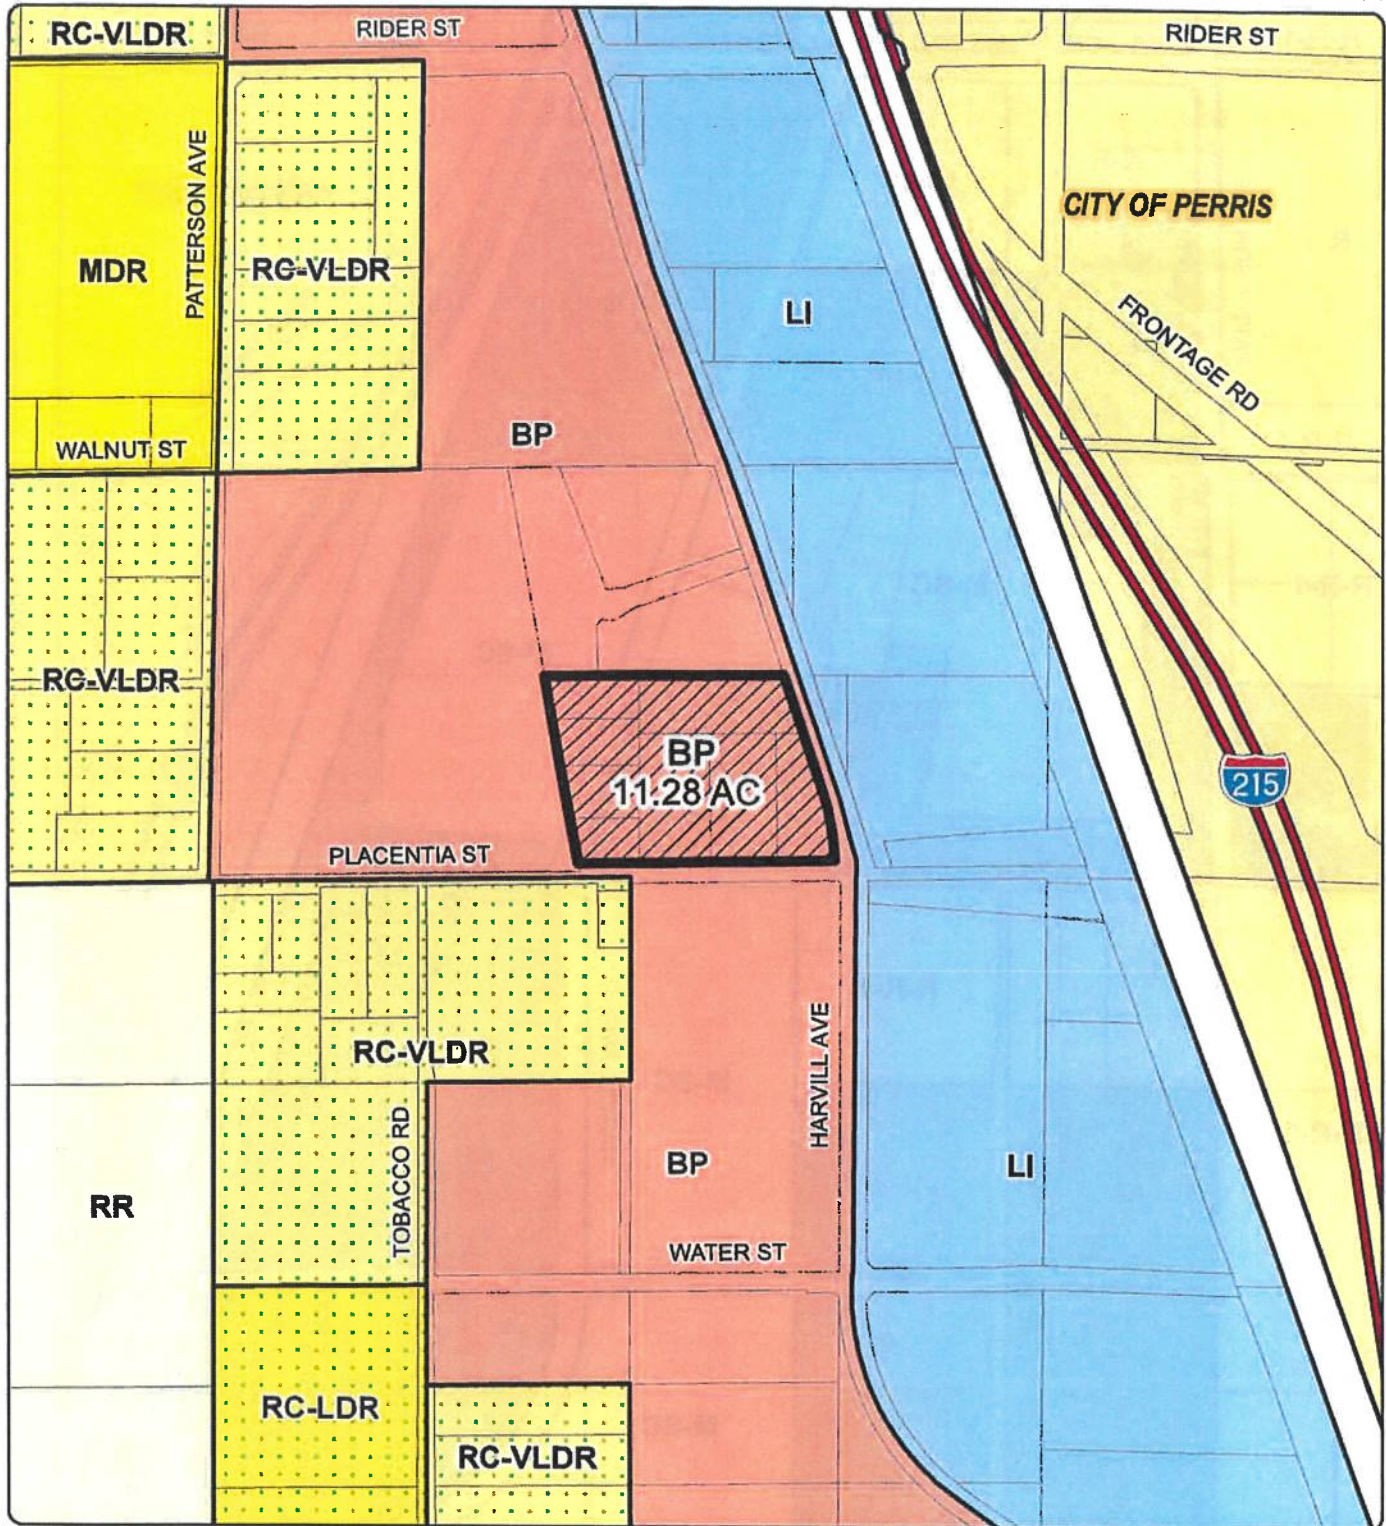 RC-VLDR
RIDER ST
RIDER ST
PATTERSON AVE
CITY OF PERRIS
MDR
RC-VLDR
LI
FRONTAGE RD
BP
WALNUT ST
RC-VLDR
BP
11.28 AC
215
PLACENTIA ST
RC-VLDR
HARVILL AVE
TOBACCO RD
BP
LI
RR
WATER ST
RC-LDR
RC-VLDR